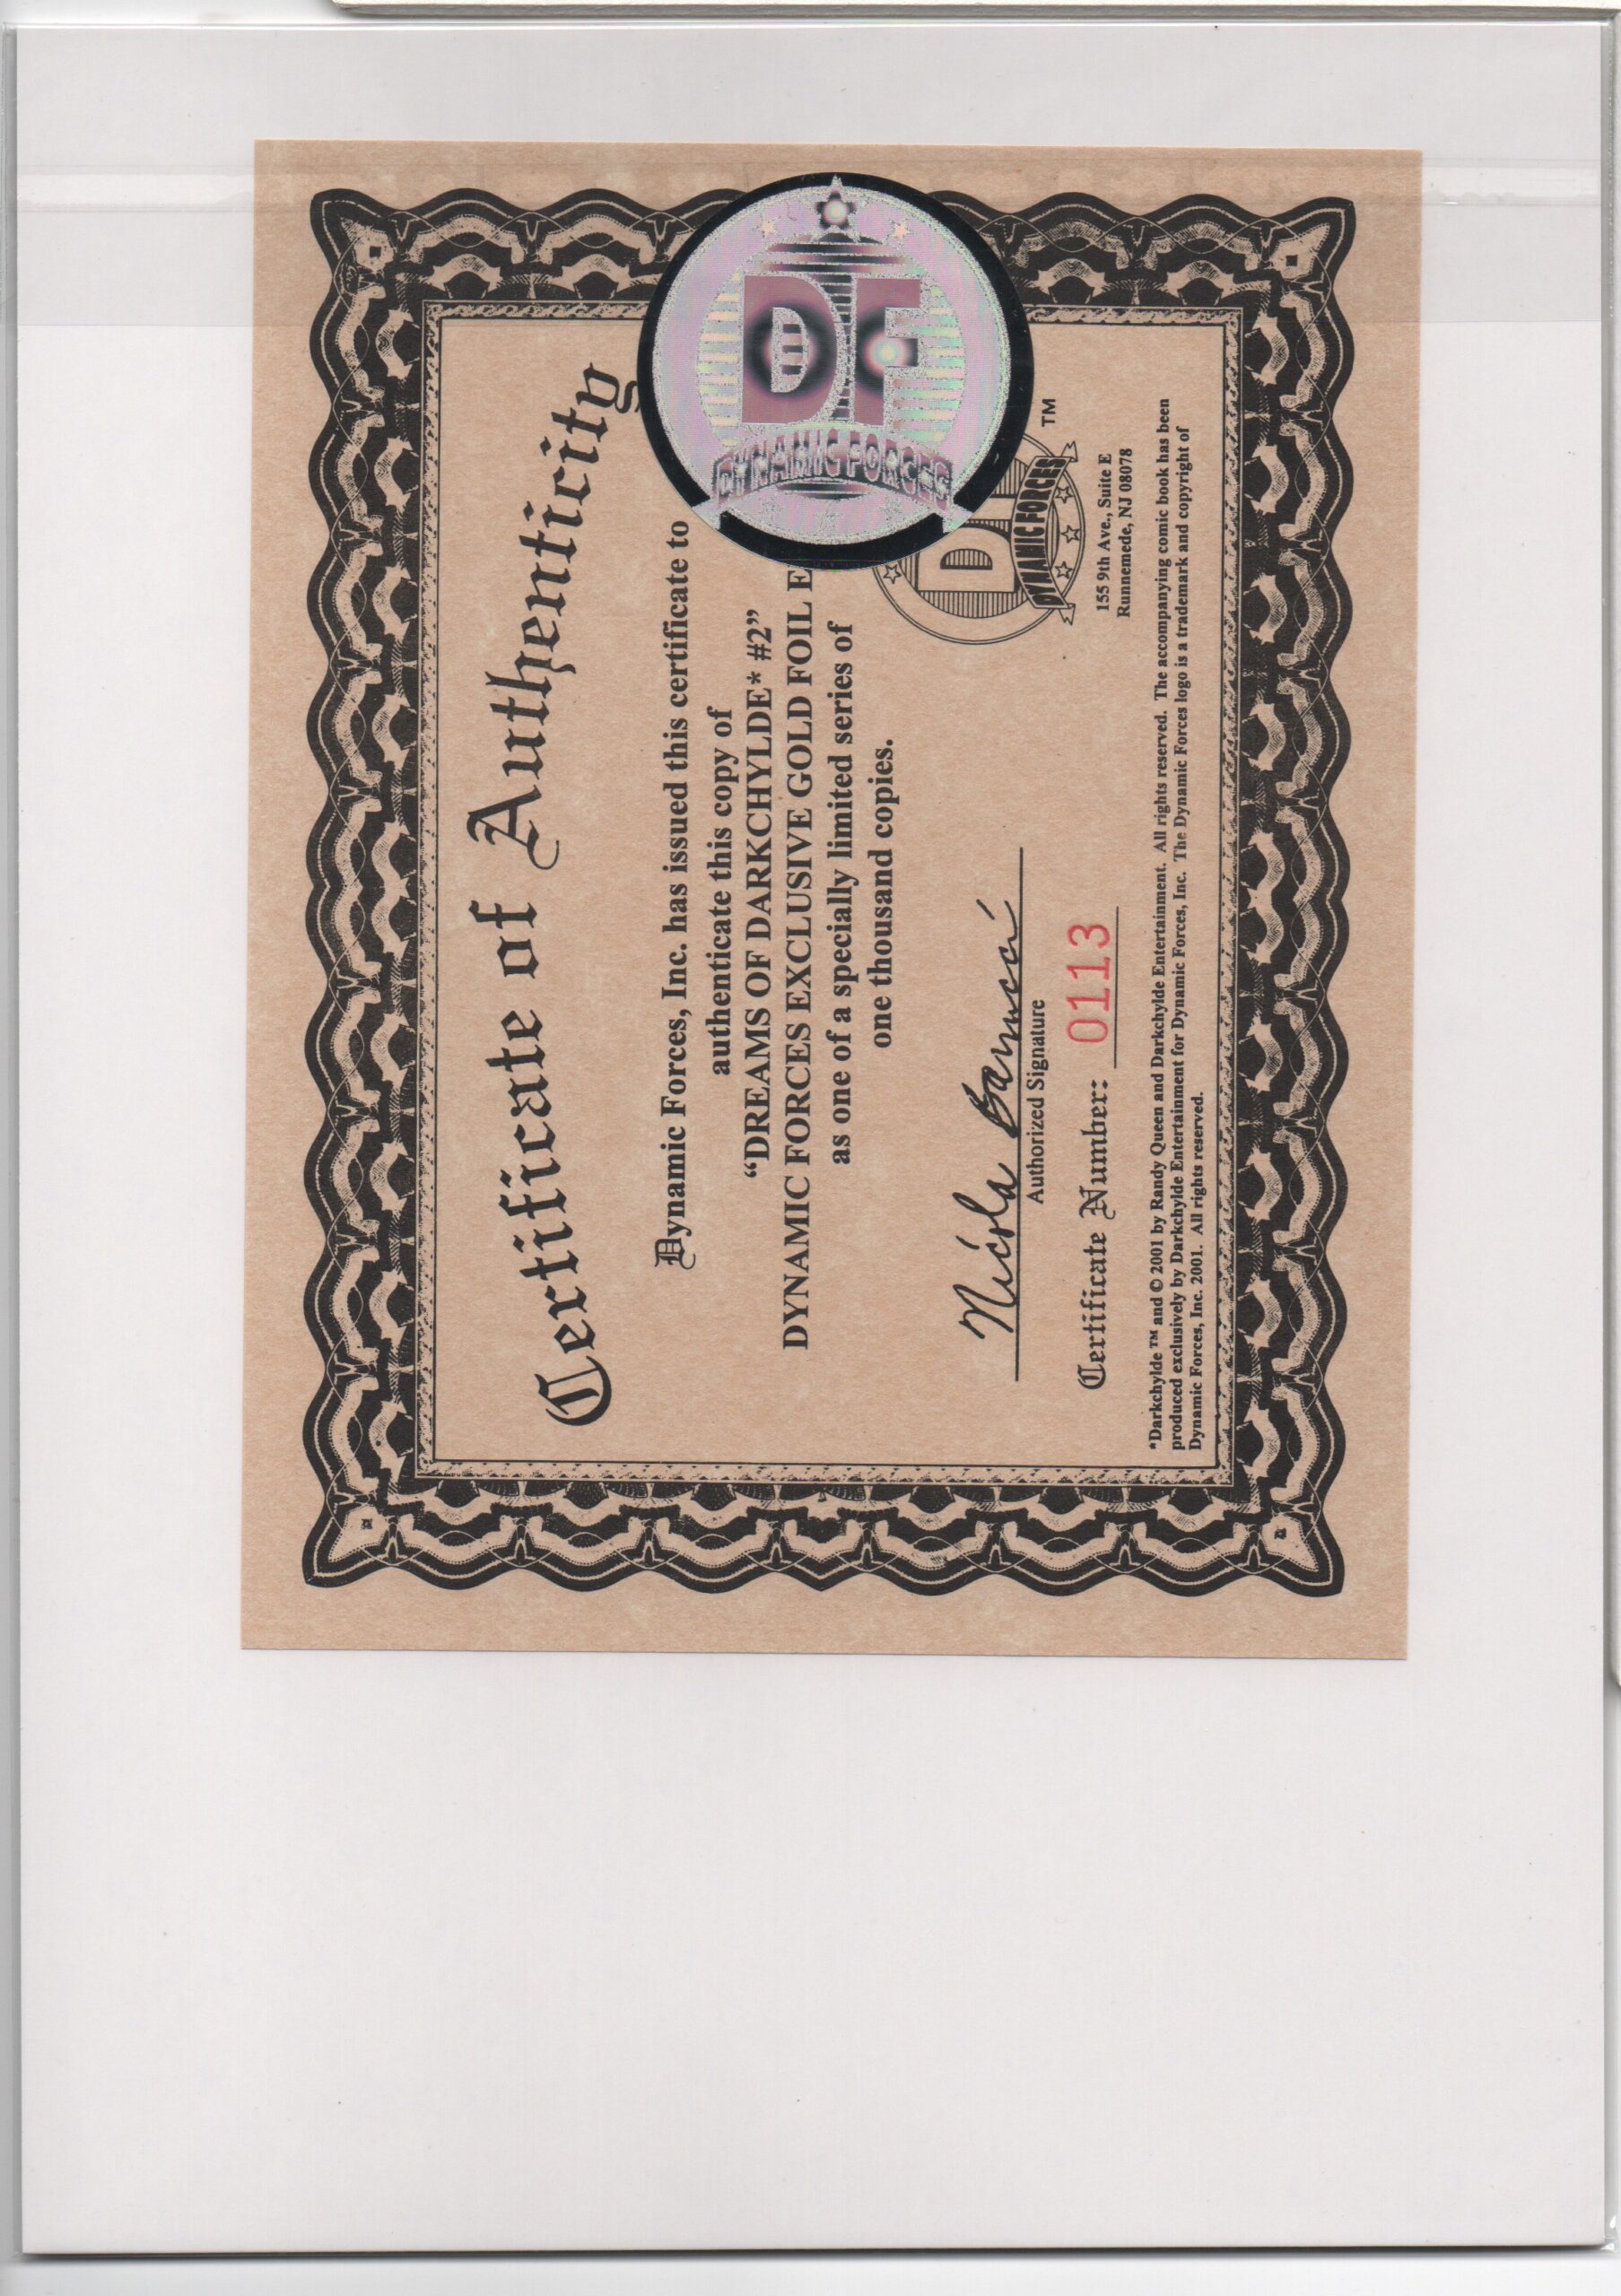 Certificate of Authenticity
Dynamic Forces, Inc. has issued this certificate to
authenticate this copy of
“DREAMS OF DARKCHYLDE* #2”
DYNAMIC FORCES EXCLUSIVE GOLD FOIL E
as one of a specially limited series of
one thousand copies.
DF
DYNAMIC FORCES
D
DYNAMIC FORCES
TM
155 9th Ave., Suite E
Runnemede, NJ 08078
Authorized Signature
Certificate Number: 0113
*Darkchylde ™ and © 2001 by Randy Queen and Darkchylde Entertainment. All rights reserved. The accompanying comic book has been
produced exclusively by Darkchylde Entertainment for Dynamic Forces, Inc. The Dynamic Forces logo is a trademark and copyright of
Dynamic Forces, Inc. 2001. All rights reserved.